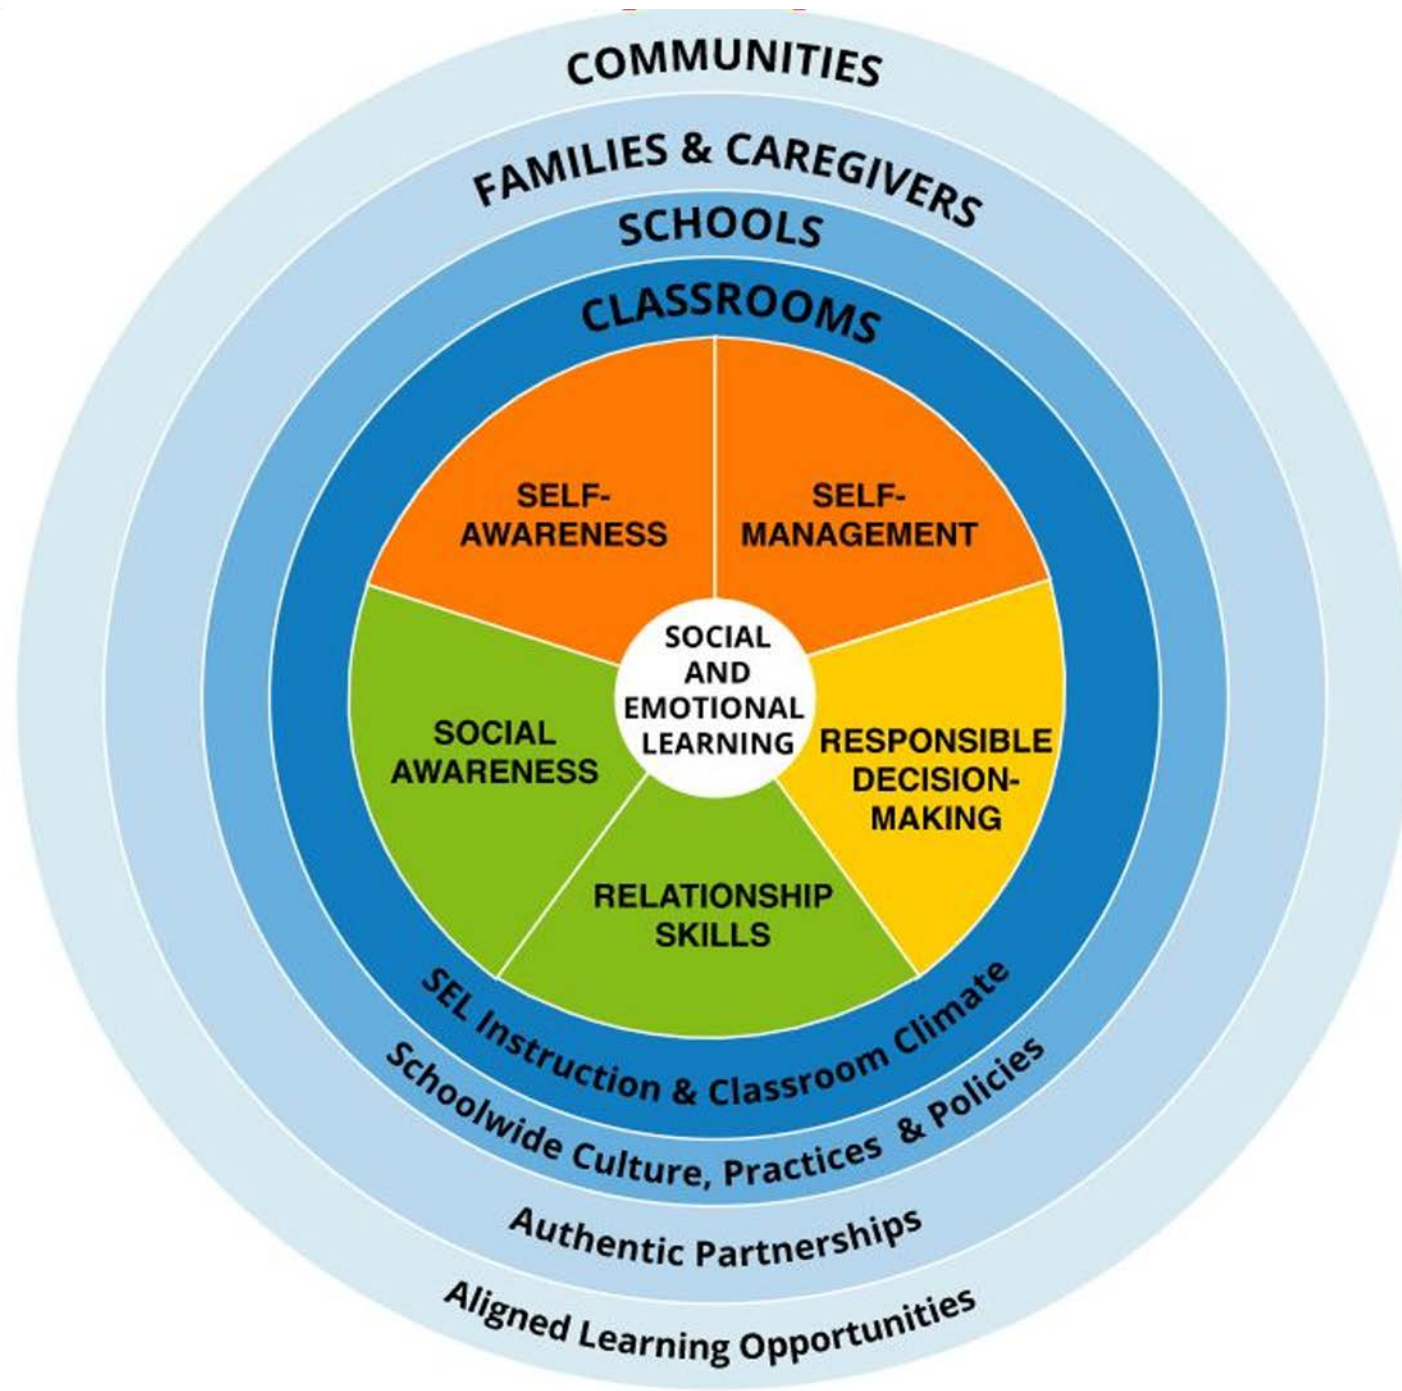 COMMUNITIES
FAMILIES & CAREGIVERS
SCHOOLS
CLASSROOMS
SELF-
AWARENESS
SELF-
MANAGEMENT
SOCIAL
AND
EMOTIONAL
LEARNING
SOCIAL
AWARENESS
RESPONSIBLE
DECISION-
MAKING
RELATIONSHIP
SKILLS
SEL Instruction & Classroom Climate
Schoolwide Culture, Practices & Policies
Authentic Partnerships
Aligned Learning Opportunities